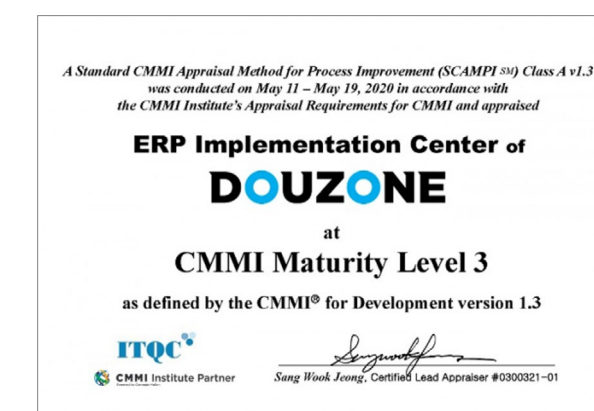 A Standard CMMI Appraisal Method for Process Improvement (SCAMPI SM) Class A v1.3
was conducted on May 11 – May 19, 2020 in accordance with
the CMMI Institute's Appraisal Requirements for CMMI and appraised
ERP Implementation Center of
DOUZONE
at
CMMI Maturity Level 3
as defined by the CMMI® for Development version 1.3
ITQC
CMMI Institute Partner
Sang Wook Jeong, Certified Lead Appraiser #0300321-01